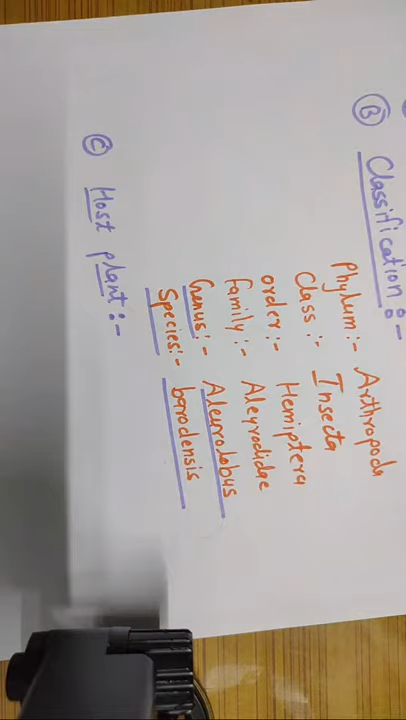 B Classification :-
Phylum :- Arthropoda
Class :- Insecta
order :- Hemiptera
family :- Aleyrodidae
Genus :- Aleurolobus
Species :- barodensis
C Host plant :-